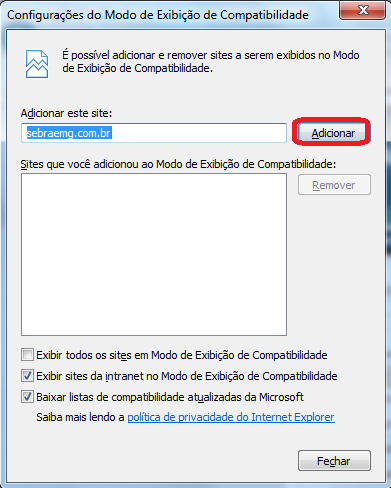 Configurações do Modo de Exibição de Compatibilidade
É possível adicionar e remover sites a serem exibidos no Modo
de Exibição de Compatibilidade.
Adicionar este site:
sebraemg.com.br
Adicionar
Sites que você adicionou ao Modo de Exibição de Compatibilidade:
Remover
Exibir todos os sites em Modo de Exibição de Compatibilidade
Exibir sites da intranet no Modo de Exibição de Compatibilidade
Baixar listas de compatibilidade atualizadas da Microsoft
Saiba mais lendo a política de privacidade do Internet Explorer
Fechar